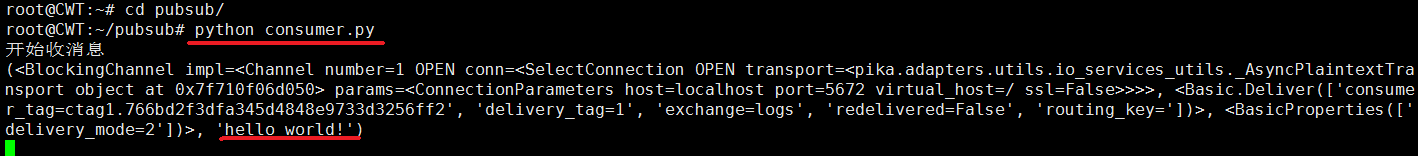 root@CWT:~# cd pubsub/
root@CWT:~/pubsub# python consumer.py
开始收消息
(<BlockingChannel impl=<Channel number=1 OPEN conn=<SelectConnection OPEN transport=<pika.adapters.utils.io_services_utils._AsyncPlaintextTra
nsport object at 0x7f710f06d050> params=<ConnectionParameters host=localhost port=5672 virtual_host=/ ssl=False>>>>, <Basic.Deliver(['consume
r_tag=ctag1.766bd2f3dfa345d4848e9733d3256ff2', 'delivery_tag=1', 'exchange=logs', 'redelivered=False', 'routing_key='])>, <BasicProperties(['
delivery_mode=2'])>, 'hello world!')